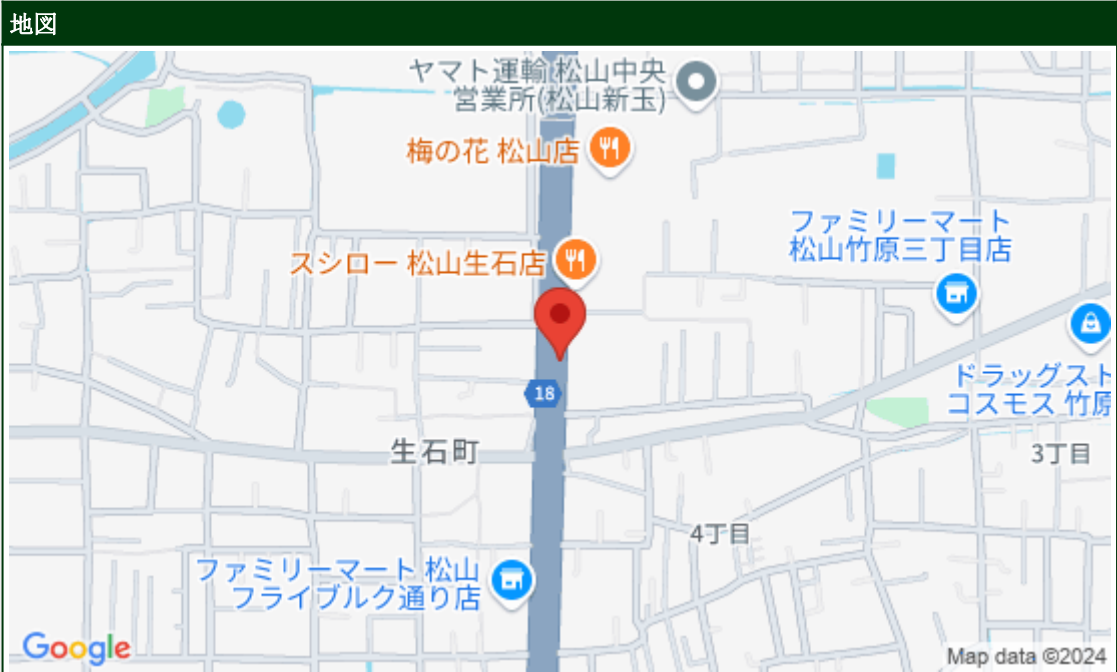 地図
ヤマト運輸 松山中央
営業所(松山新玉)
梅の花 松山店
ファミリーマート
松山竹原三丁目店
スシロー 松山生石店
ドラッグスト
コスモス 竹原
18
生石町
3丁目
4丁目
ファミリーマート 松山
フライブルク通り店
Google
Map data ©2024